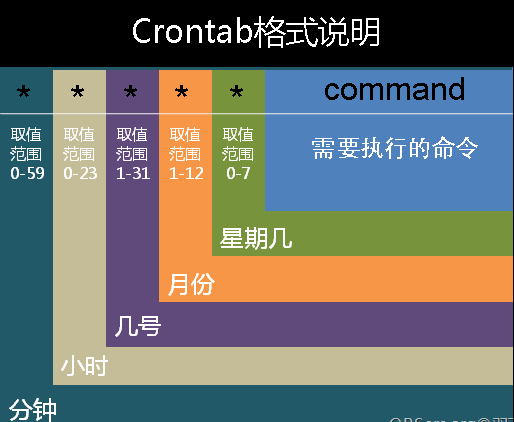 Crontab格式说明
* * * * * command
取值 取值 取值 取值 取值 需要执行的命令
范围 范围 范围 范围 范围
0-59 0-23 1-31 1-12 0-7
星期几
月份
几号
小时
分钟